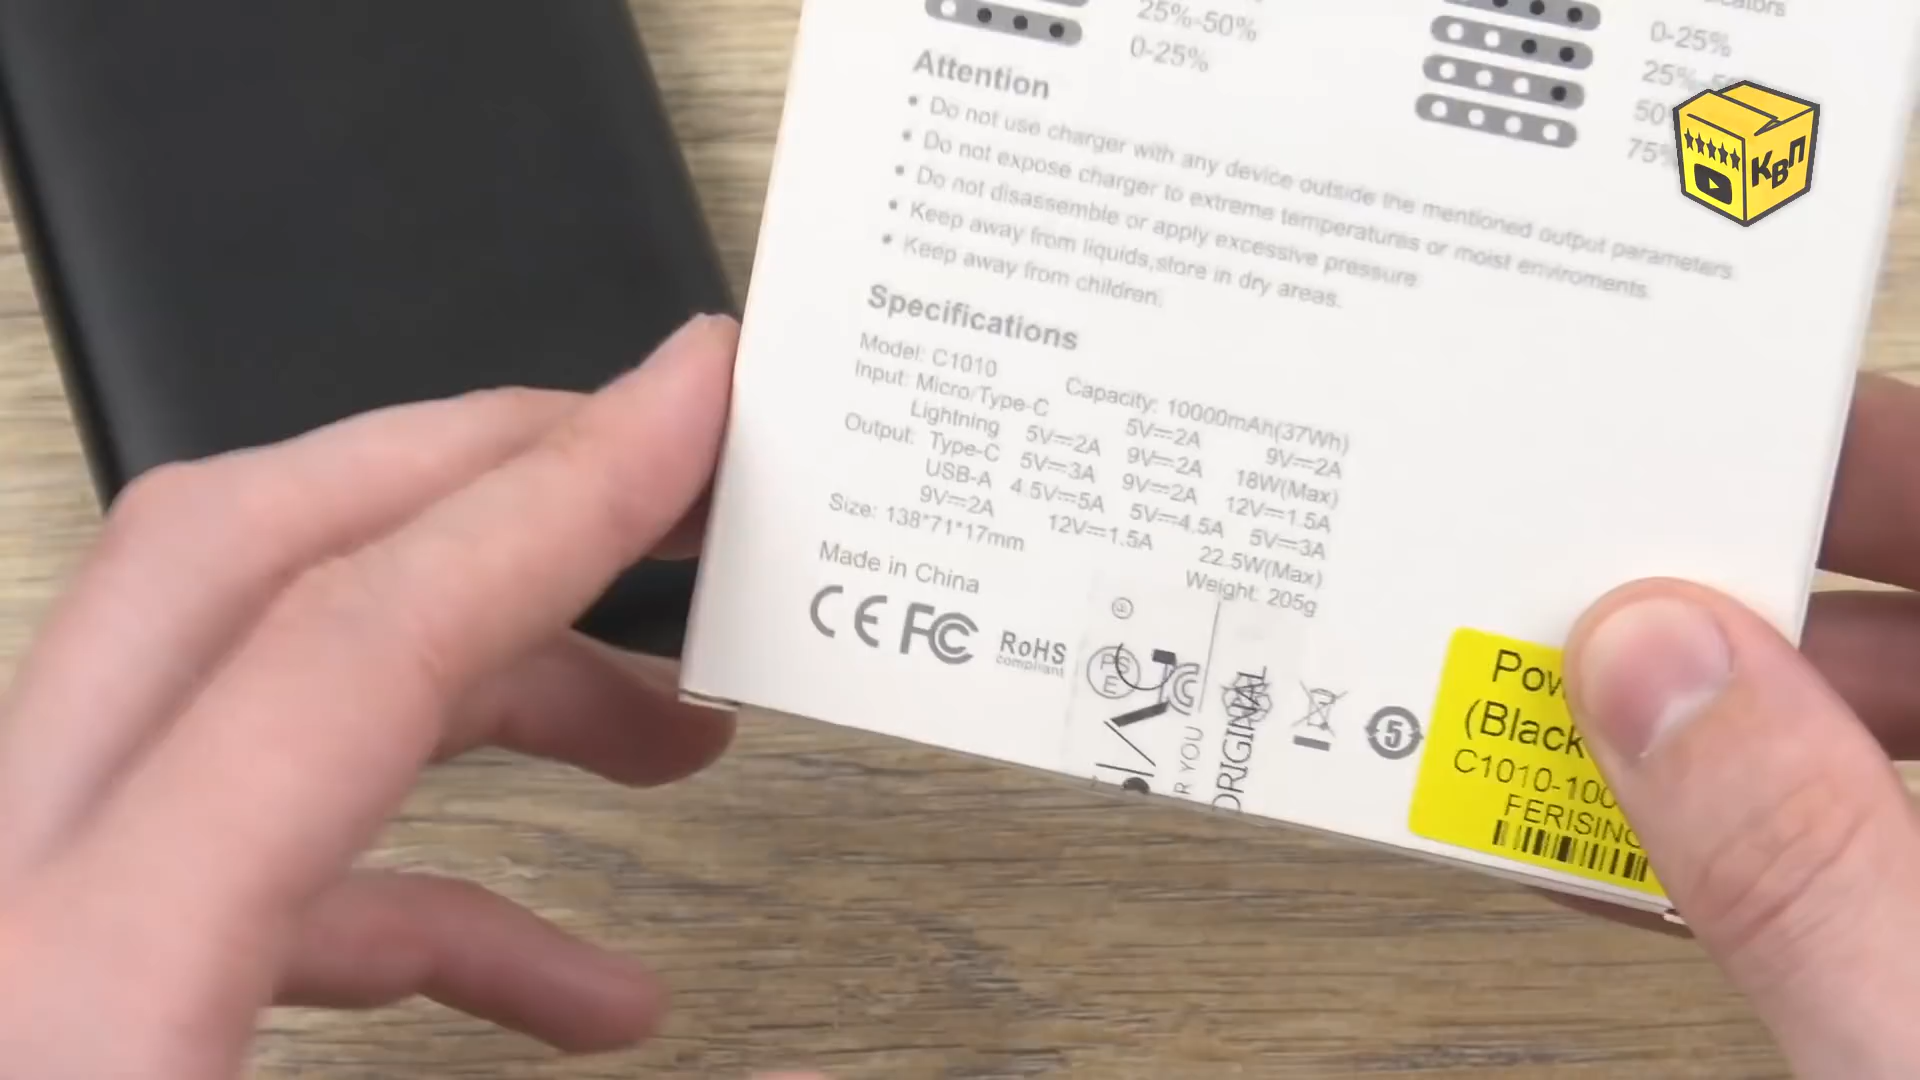 25%-50%
0-25%
0-25%
Attention
• Do not use charger with any device outside the mentioned output parameters
• Do not expose charger to extreme temperatures or moist enviroments.
• Do not disassemble or apply excessive pressure.
• Keep away from liquids,store in dry areas.
• Keep away from children.
Specifications
Model: C1010
Capacity: 10000mAh(37Wh)
Input: Micro/Type-C 5V⎓2A 9V⎓2A
Lightning 5V⎓2A 9V⎓2A 18W(Max)
Output: Type-C 5V⎓3A 9V⎓2A 12V⎓1.5A
USB-A 4.5V⎓5A 5V⎓4.5A 5V⎓3A
9V⎓2A 12V⎓1.5A 22.5W(Max)
Size: 138*71*17mm
Weight: 205g
Made in China
CE FC RoHS
compliant
PS
E
5
R YOU
ORIGINAL
(Black
C1010-100
FERISING
КВП